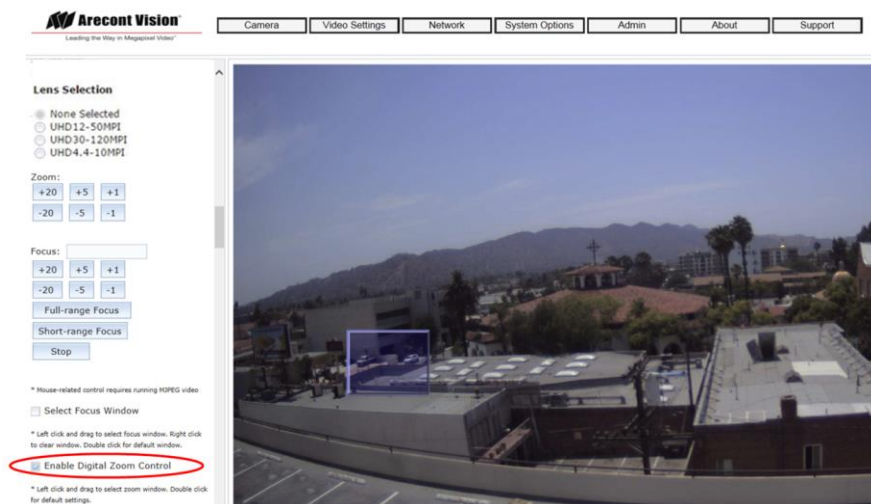 Arecont Vision®
Leading the Way in Megapixel Video™
Camera
Video Settings
Network
System Options
Admin
About
Support
Lens Selection
None Selected
UHD12-50MPI
UHD30-120MPI
UHD4.4-10MPI
Zoom:
+20 +5 +1
-20 -5 -1
Focus:
+20 +5 +1
-20 -5 -1
Full-range Focus
Short-range Focus
Stop
* Mouse-related control requires running MJPEG video
Select Focus Window
* Left click and drag to select focus window. Right click
to clear window. Double click for default window.
Enable Digital Zoom Control
* Left click and drag to select zoom window. Double click
for default settings.